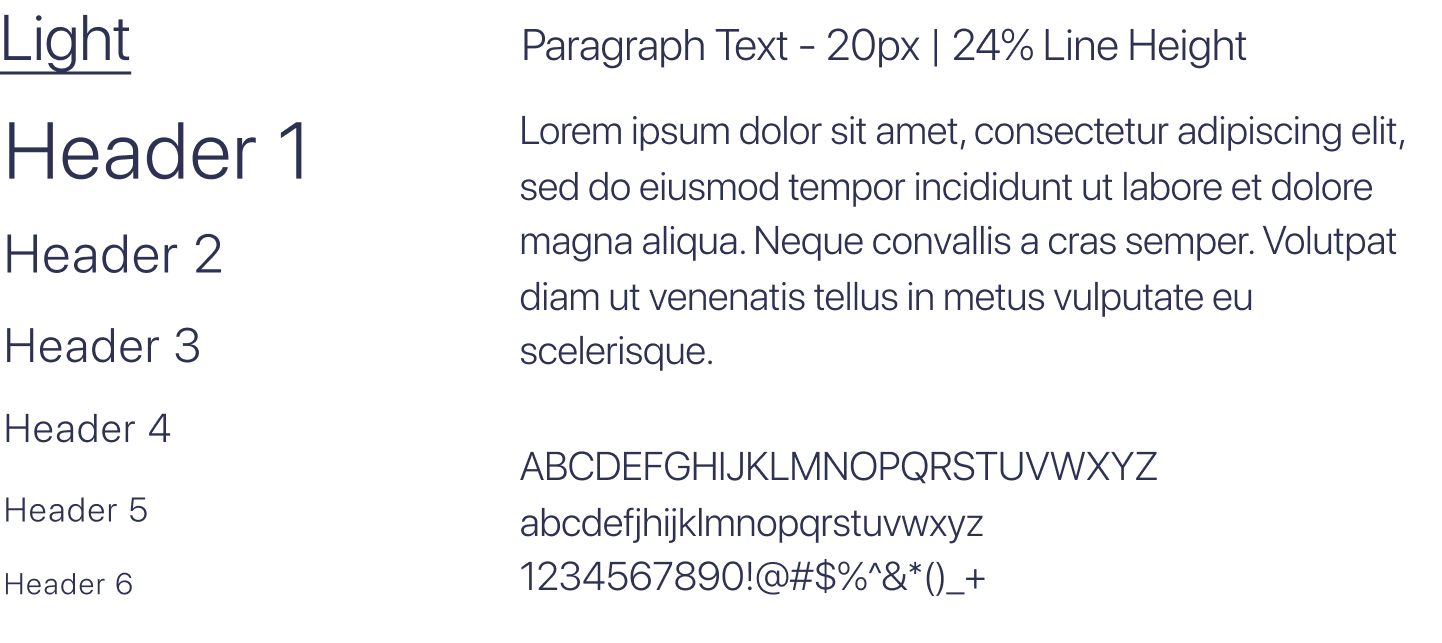 Light
Header 1
Header 2
Header 3
Header 4
Header 5
Header 6
Paragraph Text - 20px | 24% Line Height
Lorem ipsum dolor sit amet, consectetur adipiscing elit,
sed do eiusmod tempor incididunt ut labore et dolore
magna aliqua. Neque convallis a cras semper. Volutpat
diam ut venenatis tellus in metus vulputate eu
scelerisque.
ABCDEFGHIJKLMNOPQRSTUVWXYZ
abcdefjhijklmnopqrstuvwxyz
1234567890!@#$%^&*()_+